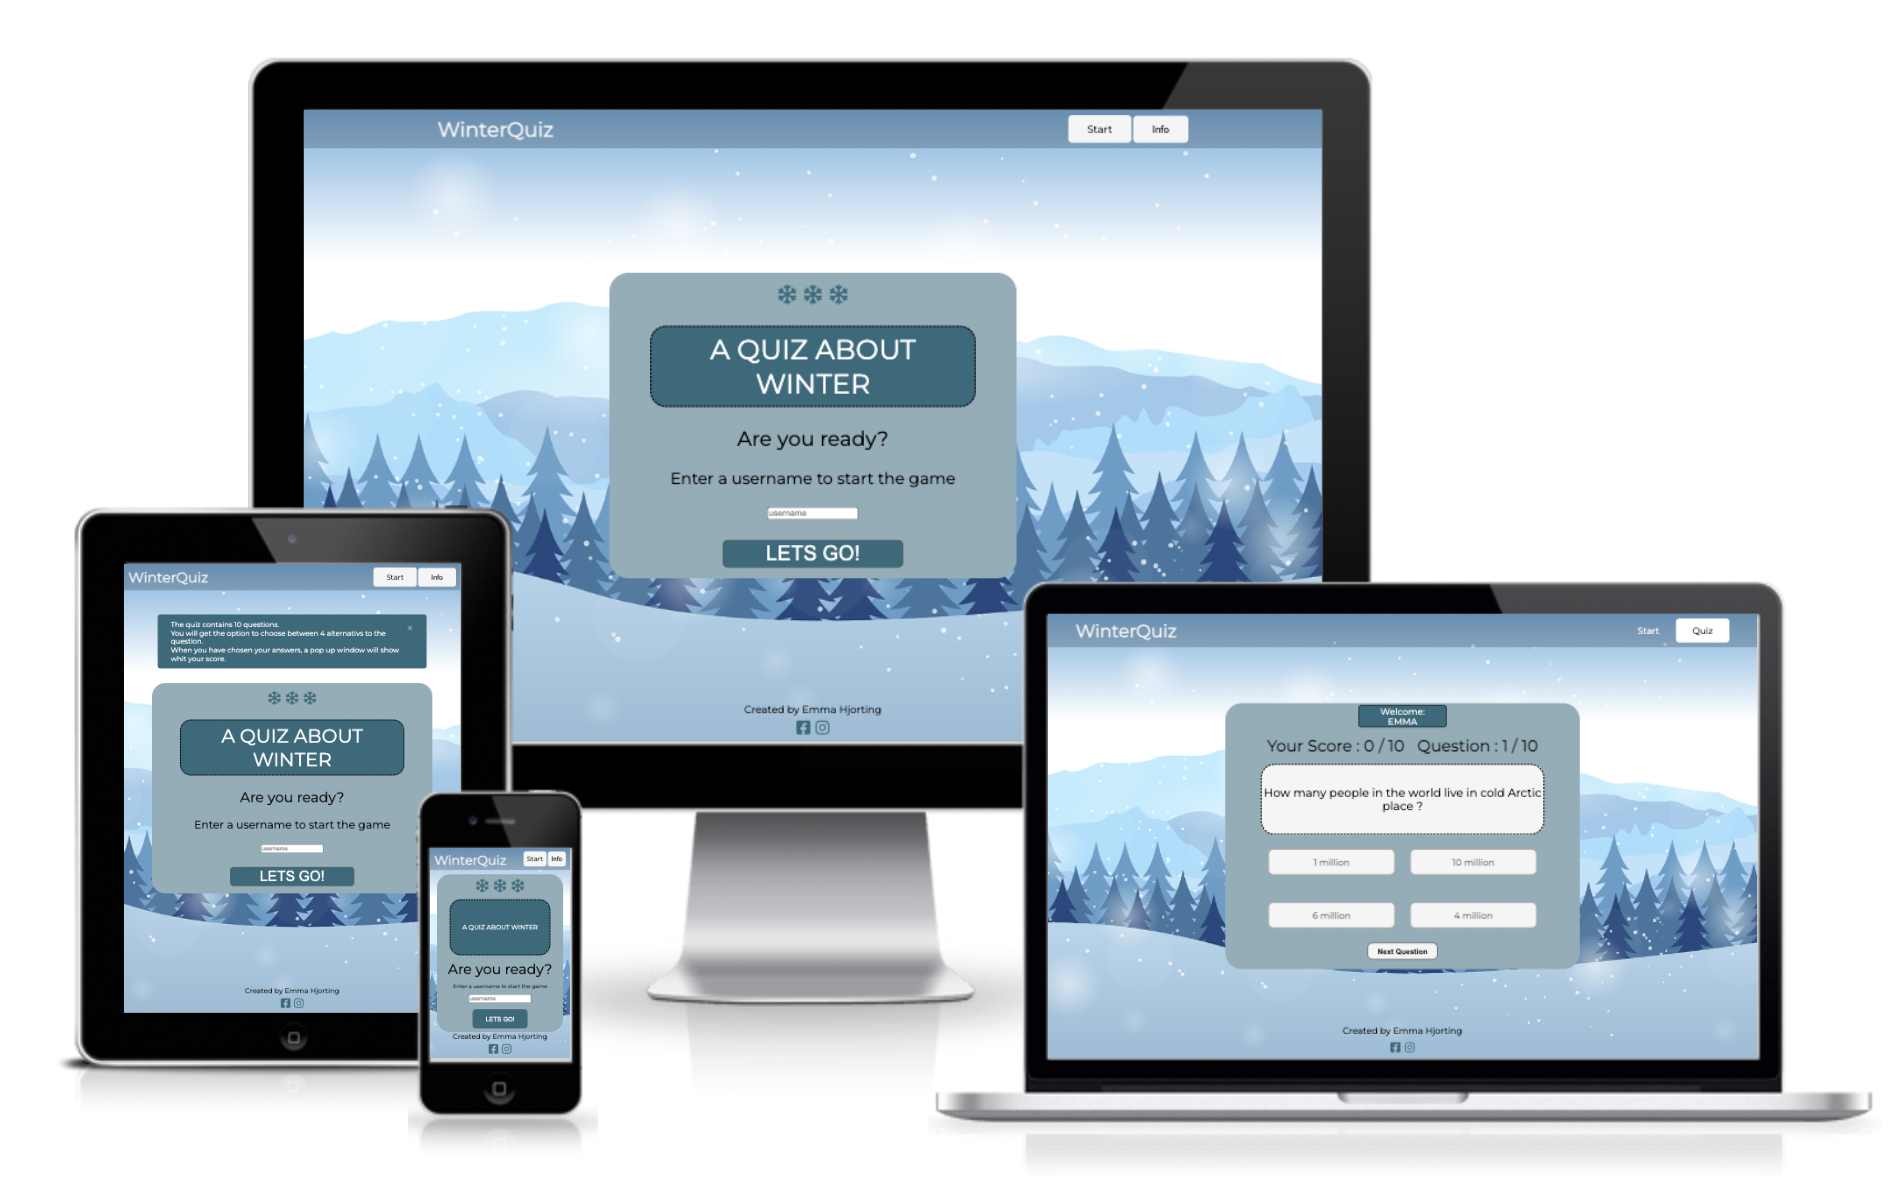 WinterQuiz
Start
Info
A QUIZ ABOUT
WINTER
Are you ready?
Enter a username to start the game
username
LETS GO!
Created by Emma Hjorting
WinterQuiz
Start
Info
The quiz contains 10 questions.
You will get the option to choose between 4 alternativs to the
question.
When you have chosen your answers, a pop up window will show
whit your score.
×
A QUIZ ABOUT
WINTER
Are you ready?
Enter a username to start the game
username
LETS GO!
Created by Emma Hjorting
WinterQuiz
Start
Info
A QUIZ ABOUT WINTER
Are you ready?
Enter a username to start the game
username
LETS GO!
Created by Emma Hjorting
WinterQuiz
Start
Quiz
Welcome:
EMMA
Your Score : 0 / 10 Question : 1 / 10
How many people in the world live in cold Arctic
place ?
1 million
10 million
6 million
4 million
Next Question
Created by Emma Hjorting